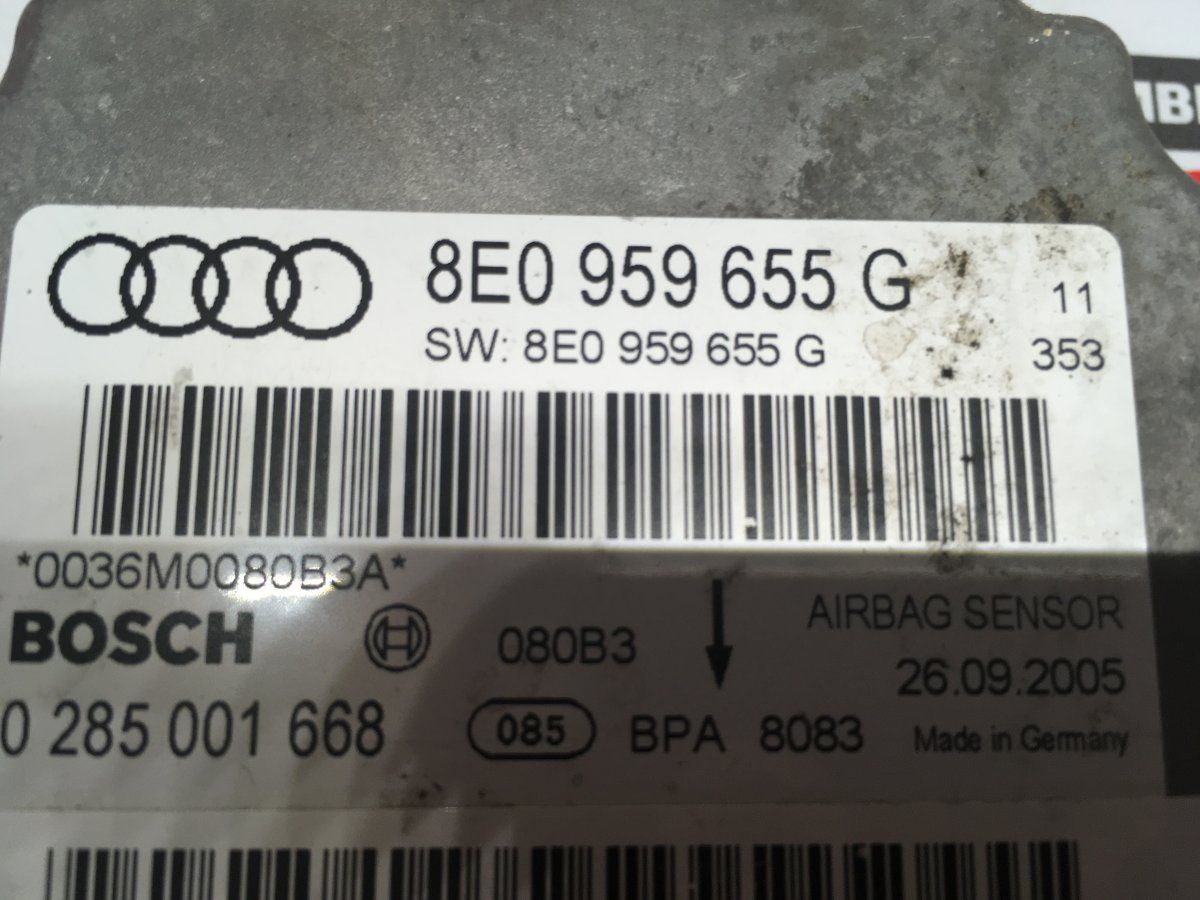 8E0 959 655 G
11
SW: 8E0 959 655 G
353
*0036M0080B3A*
BOSCH
080B3
AIRBAG SENSOR
26.09.2005
0 285 001 668
085
BPA 8083
Made in Germany